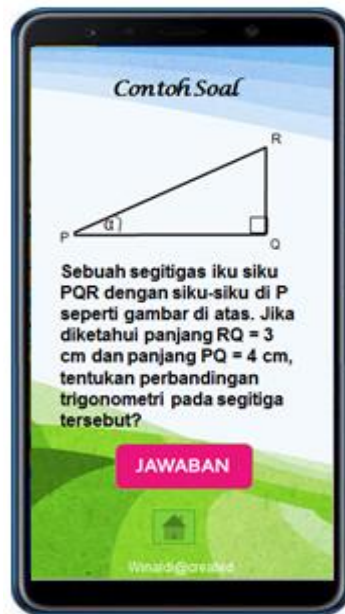 Contoh Soal
R
α
P
Q
Sebuah segitigas iku siku
PQR dengan siku-siku di P
seperti gambar di atas. Jika
diketahui panjang RQ = 3
cm dan panjang PQ = 4 cm,
tentukan perbandingan
trigonometri pada segitiga
tersebut?
JAWABAN
Winardi@created